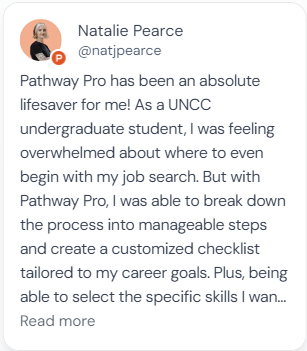 Natalie Pearce
@natjpearce
P
Pathway Pro has been an absolute
lifesaver for me! As a UNCC
undergraduate student, I was feeling
overwhelmed about where to even
begin with my job search. But with
Pathway Pro, I was able to break down
the process into manageable steps
and create a customized checklist
tailored to my career goals. Plus, being
able to select the specific skills I wan...
Read more